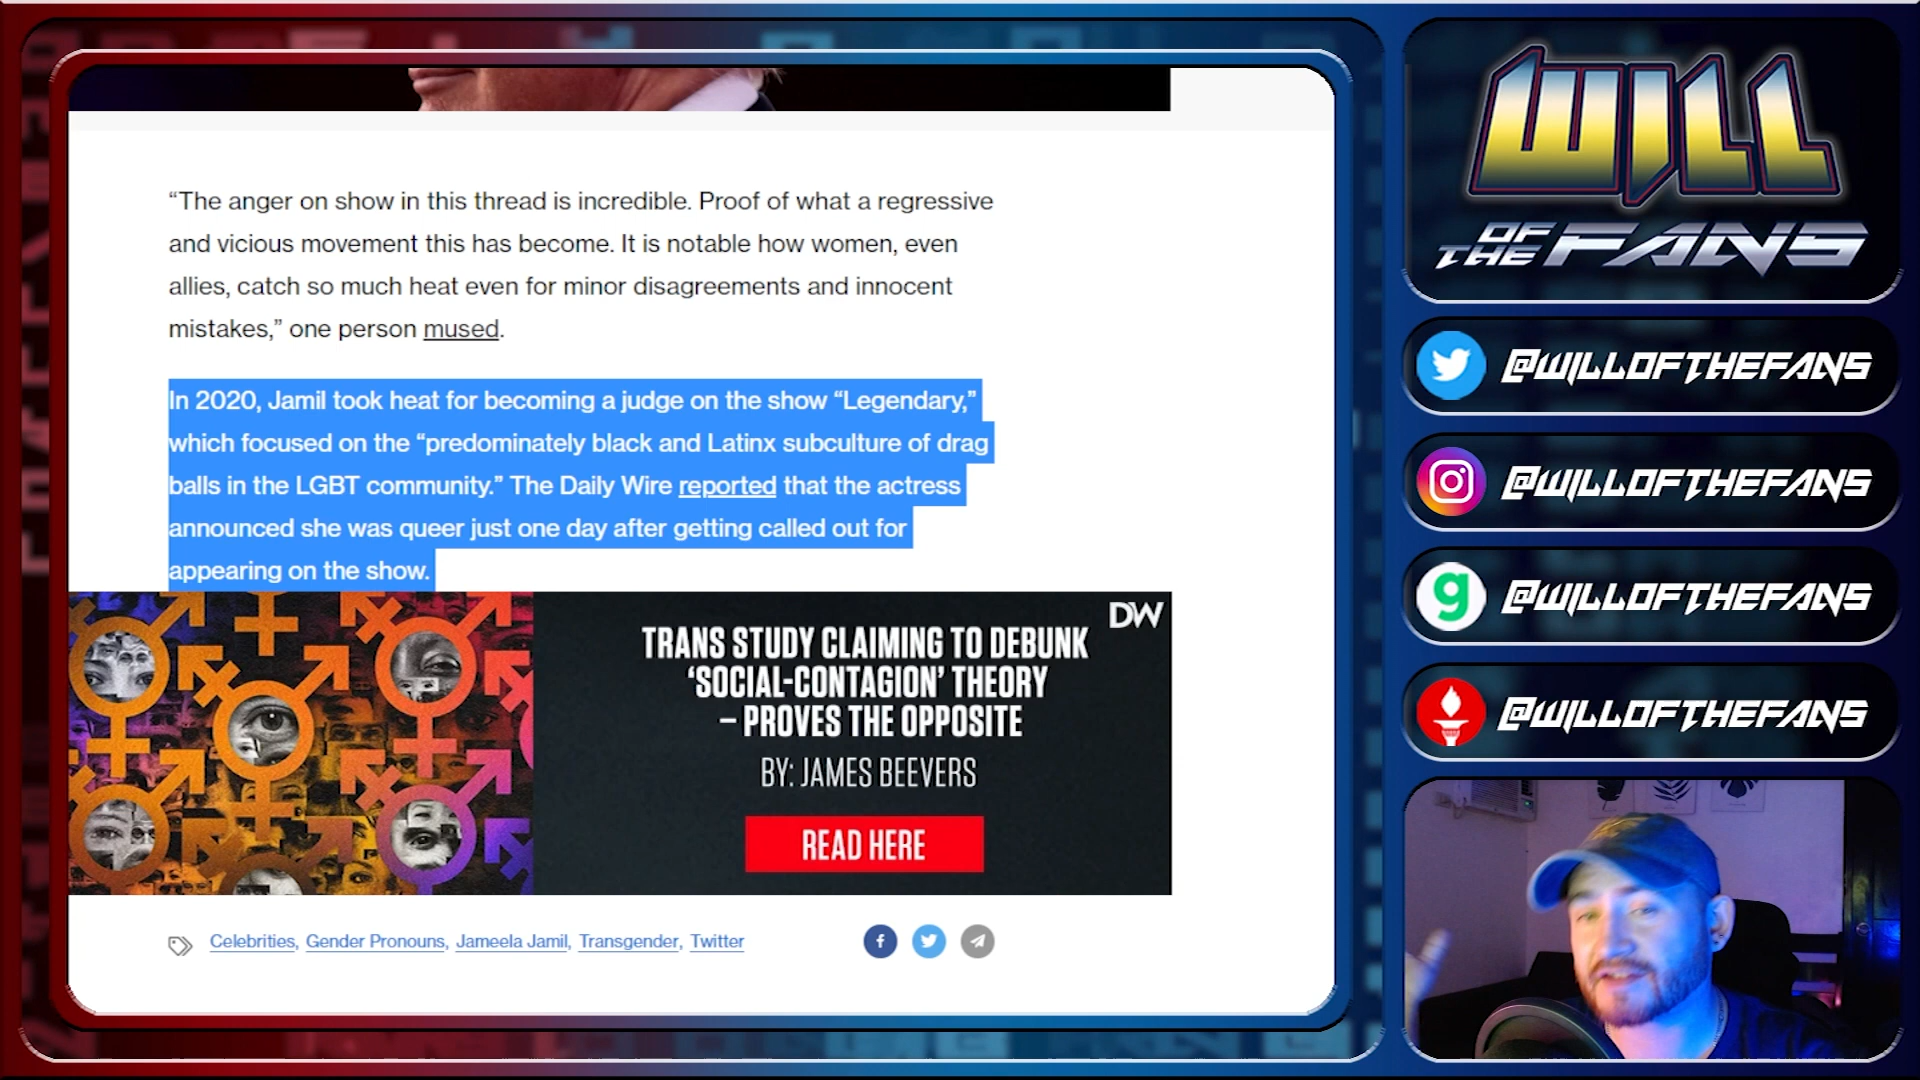 “The anger on show in this thread is incredible. Proof of what a regressive
and vicious movement this has become. It is notable how women, even
allies, catch so much heat even for minor disagreements and innocent
mistakes,” one person mused.
In 2020, Jamil took heat for becoming a judge on the show “Legendary,”
which focused on the “predominately black and Latinx subculture of drag
balls in the LGBT community.” The Daily Wire reported that the actress
announced she was queer just one day after getting called out for
appearing on the show.
DW
TRANS STUDY CLAIMING TO DEBUNK
‘SOCIAL-CONTAGION’ THEORY
– PROVES THE OPPOSITE
BY: JAMES BEEVERS
READ HERE
Celebrities, Gender Pronouns, Jameela Jamil, Transgender, Twitter
WILL
OF THE FANS
@WILLOFTHEFANS
@WILLOFTHEFANS
@WILLOFTHEFANS
@WILLOFTHEFANS